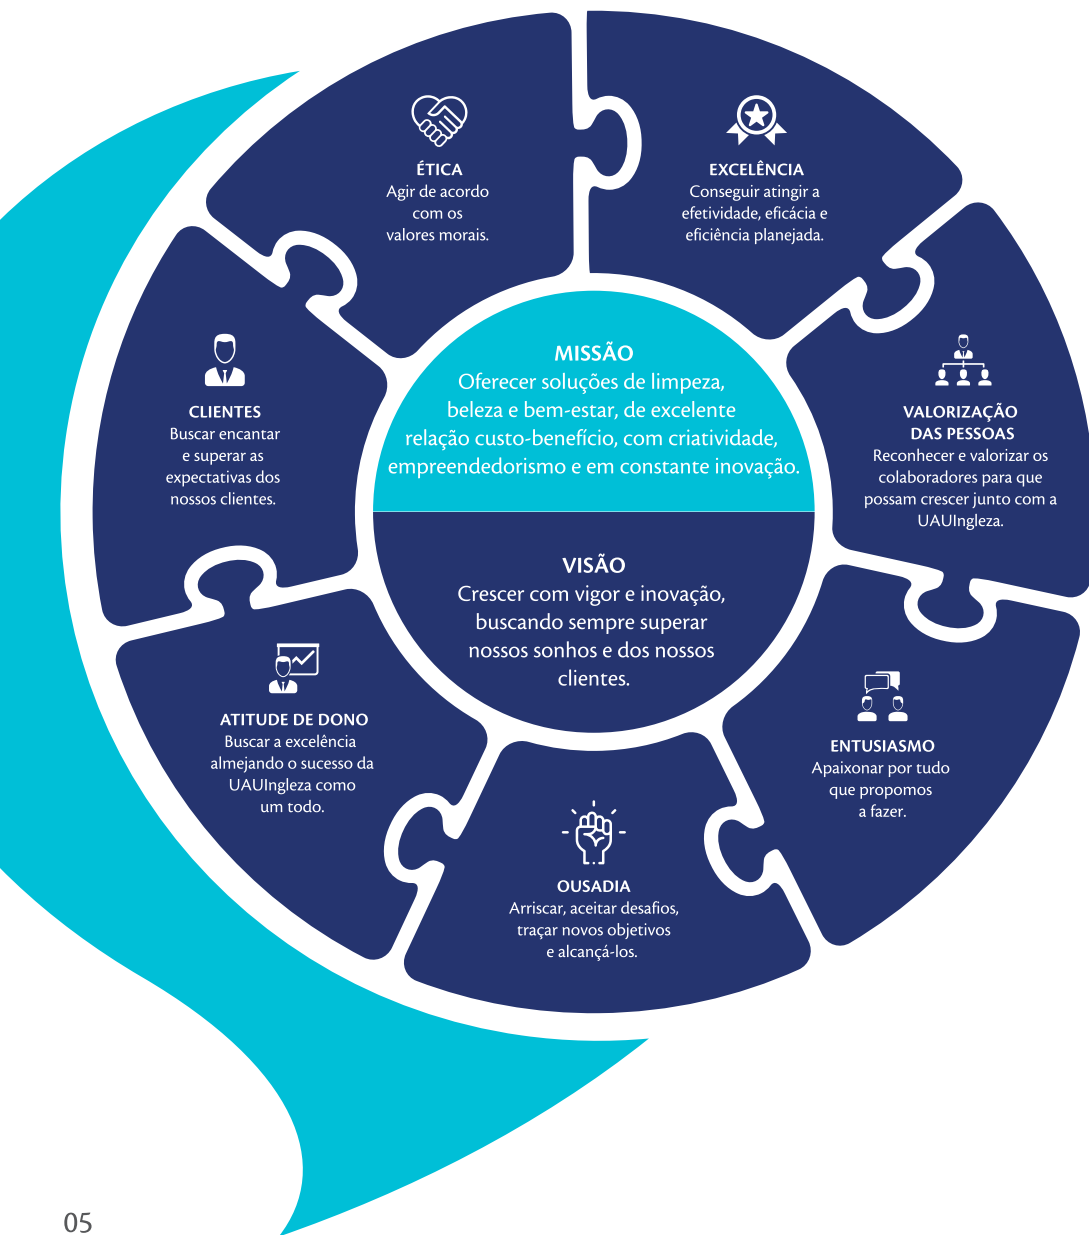 ÉTICA
Agir de acordo
com os
valores morais.
EXCELÊNCIA
Conseguir atingir a
efetividade, eficácia e
eficiência planejada.
CLIENTES
Buscar encantar
e superar as
expectativas dos
nossos clientes.
MISSÃO
Oferecer soluções de limpeza,
beleza e bem-estar, de excelente
relação custo-benefício, com criatividade,
empreendedorismo e em constante inovação.
VALORIZAÇÃO
DAS PESSOAS
Reconhecer e valorizar os
colaboradores para que
possam crescer junto com a
UAUIngleza.
VISÃO
Crescer com vigor e inovação,
buscando sempre superar
nossos sonhos e dos nossos
clientes.
ATITUDE DE DONO
Buscar a excelência
almejando o sucesso da
UAUIngleza como
um todo.
ENTUSIASMO
Apaixonar por tudo
que propomos
a fazer.
OUSADIA
Arriscar, aceitar desafios,
traçar novos objetivos
e alcançá-los.
05